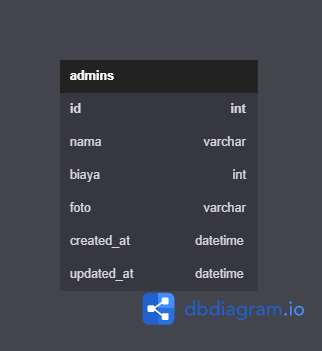 admins
id int
nama varchar
biaya int
foto varchar
created_at datetime
updated_at datetime
dbdiagram.io